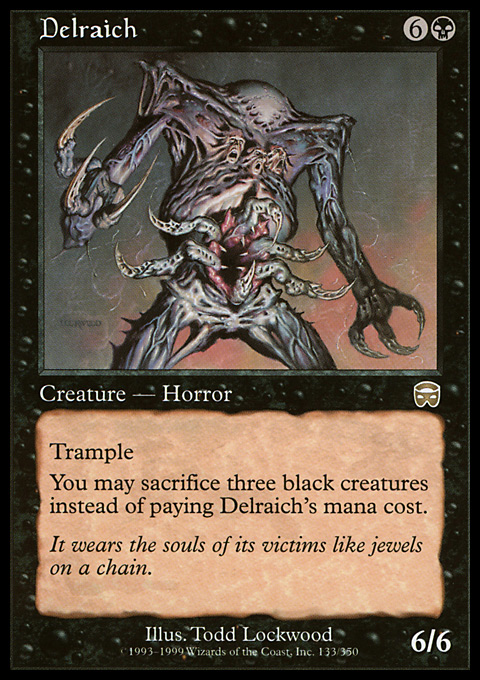 Delraich 6
Creature — Horror
Trample
You may sacrifice three black creatures
instead of paying Delraich's mana cost.
It wears the souls of its victims like jewels
on a chain.
Illus. Todd Lockwood
©1993-1999 Wizards of the Coast, Inc. 133/350
6/6